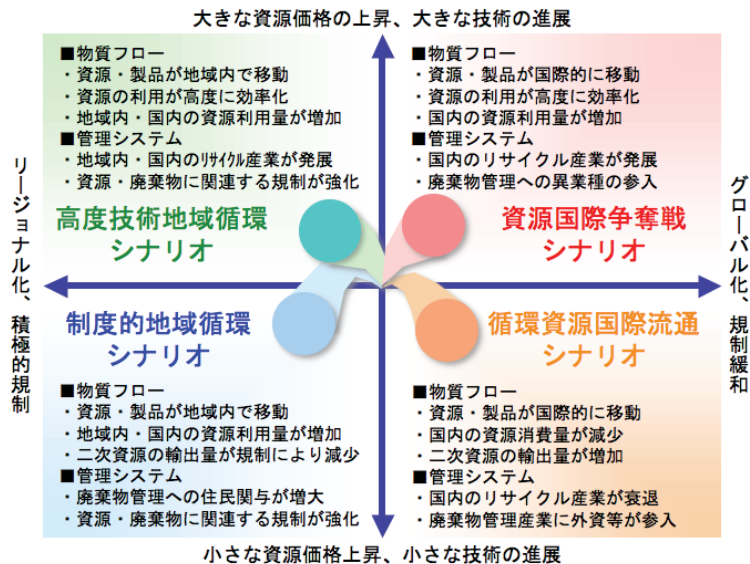 大きな資源価格の上昇、大きな技術の進展
リージョナル化、積極的規制
■物質フロー
・資源・製品が地域内で移動
・資源の利用が高度に効率化
・地域内・国内の資源利用量が増加
■管理システム
・地域内・国内のﾘｻｲｸﾙ産業が発展
・資源・廃棄物に関連する規制が強化
高度技術地域循環
シナリオ
■物質フロー
・資源・製品が国際的に移動
・資源の利用が高度に効率化
・国内の資源利用量が増加
■管理システム
・国内のリサイクル産業が発展
・廃棄物管理への異業種の参入
資源国際争奪戦
シナリオ
グローバル化、規制緩和
制度的地域循環
シナリオ
■物質フロー
・資源・製品が地域内で移動
・地域内・国内の資源利用量が増加
・二次資源の輸出量が規制により減少
■管理システム
・廃棄物管理への住民関与が増大
・資源・廃棄物に関連する規制が強化
循環資源国際流通
シナリオ
■物質フロー
・資源・製品が国際的に移動
・国内の資源消費量が減少
・二次資源の輸出量が増加
■管理システム
・国内のリサイクル産業が衰退
・廃棄物管理産業に外資等が参入
小さな資源価格上昇、小さな技術の進展